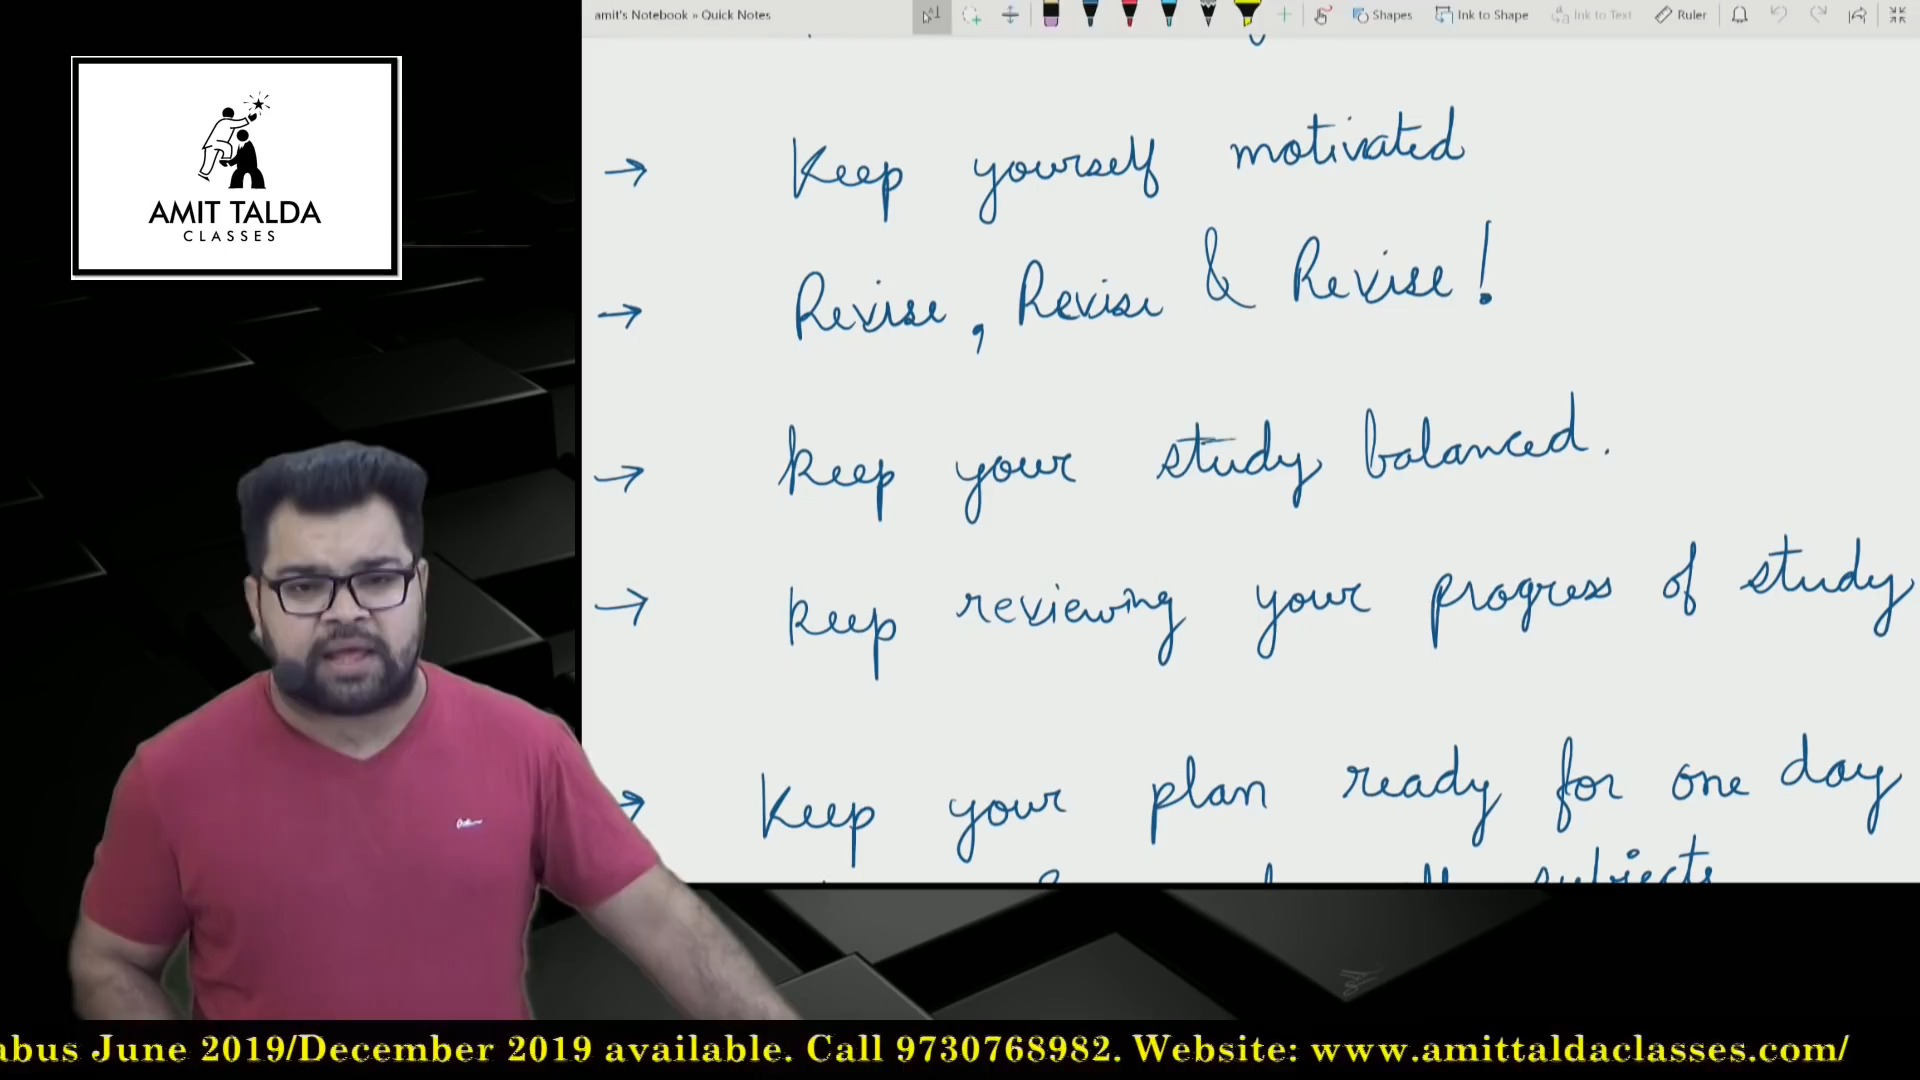 amit's Notebook » Quick Notes
Shapes
Ink to Shape
Ink to Text
Ruler
AMIT TALDA
CLASSES
→ Keep yourself motivated
→ Revise, Revise & Revise!
→ keep your study balanced.
→ keep reviewing your progress of study
→ Keep your plan ready for one day
subjects
abus June 2019/December 2019 available. Call 9730768982. Website: www.amittaldaclasses.com/